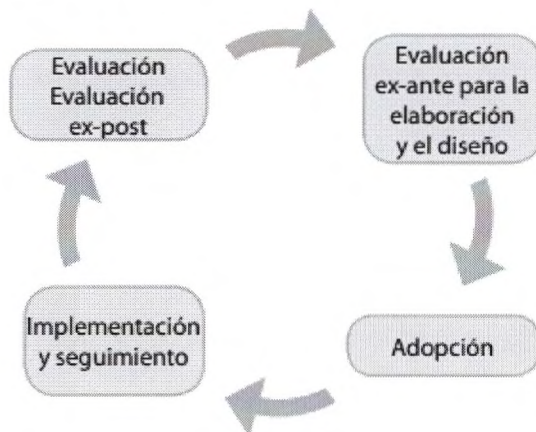 Evaluación
Evaluación
ex-post
Evaluación
ex-ante para la
elaboración
y el diseño
Implementación
y seguimiento
Adopción